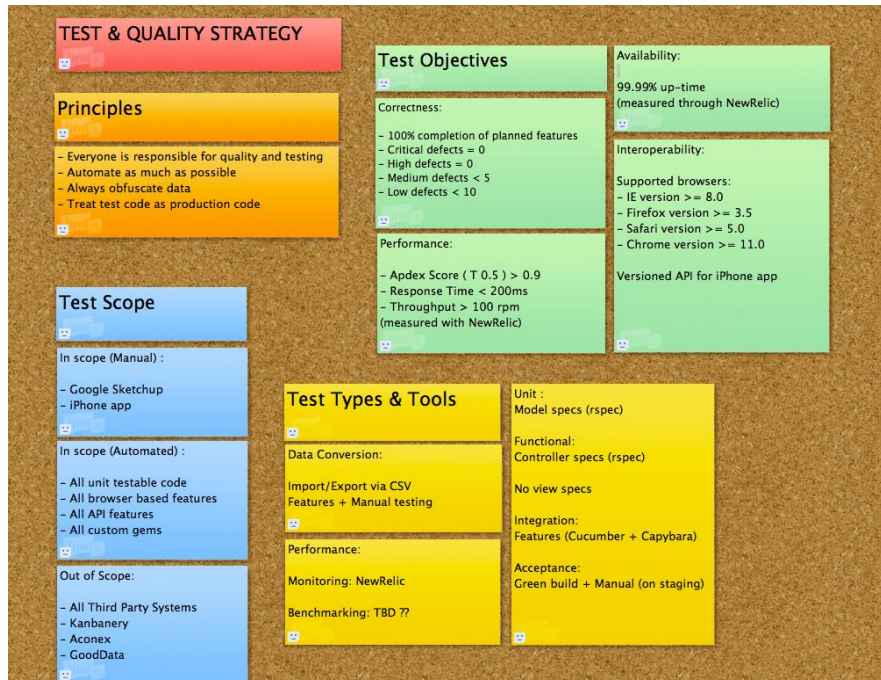 TEST & QUALITY STRATEGY
Principles
- Everyone is responsible for quality and testing
- Automate as much as possible
- Always obfuscate data
- Treat test code as production code
Test Objectives
Correctness:
- 100% completion of planned features
- Critical defects = 0
- High defects = 0
- Medium defects < 5
- Low defects < 10
Performance:
- Apdex Score ( T 0.5 ) > 0.9
- Response Time < 200ms
- Throughput > 100 rpm
(measured with NewRelic)
Availability:
99.99% up-time
(measured through NewRelic)
Interoperability:
Supported browsers:
- IE version >= 8.0
- Firefox version >= 3.5
- Safari version >= 5.0
- Chrome version >= 11.0
Versioned API for iPhone app
Test Scope
In scope (Manual) :
- Google Sketchup
- iPhone app
In scope (Automated) :
- All unit testable code
- All browser based features
- All API features
- All custom gems
Out of Scope:
- All Third Party Systems
- Kanbanery
- Aconex
- GoodData
Test Types & Tools
Data Conversion:
Import/Export via CSV
Features + Manual testing
Performance:
Monitoring: NewRelic
Benchmarking: TBD ??
Unit :
Model specs (rspec)
Functional:
Controller specs (rspec)
No view specs
Integration:
Features (Cucumber + Capybara)
Acceptance:
Green build + Manual (on staging)